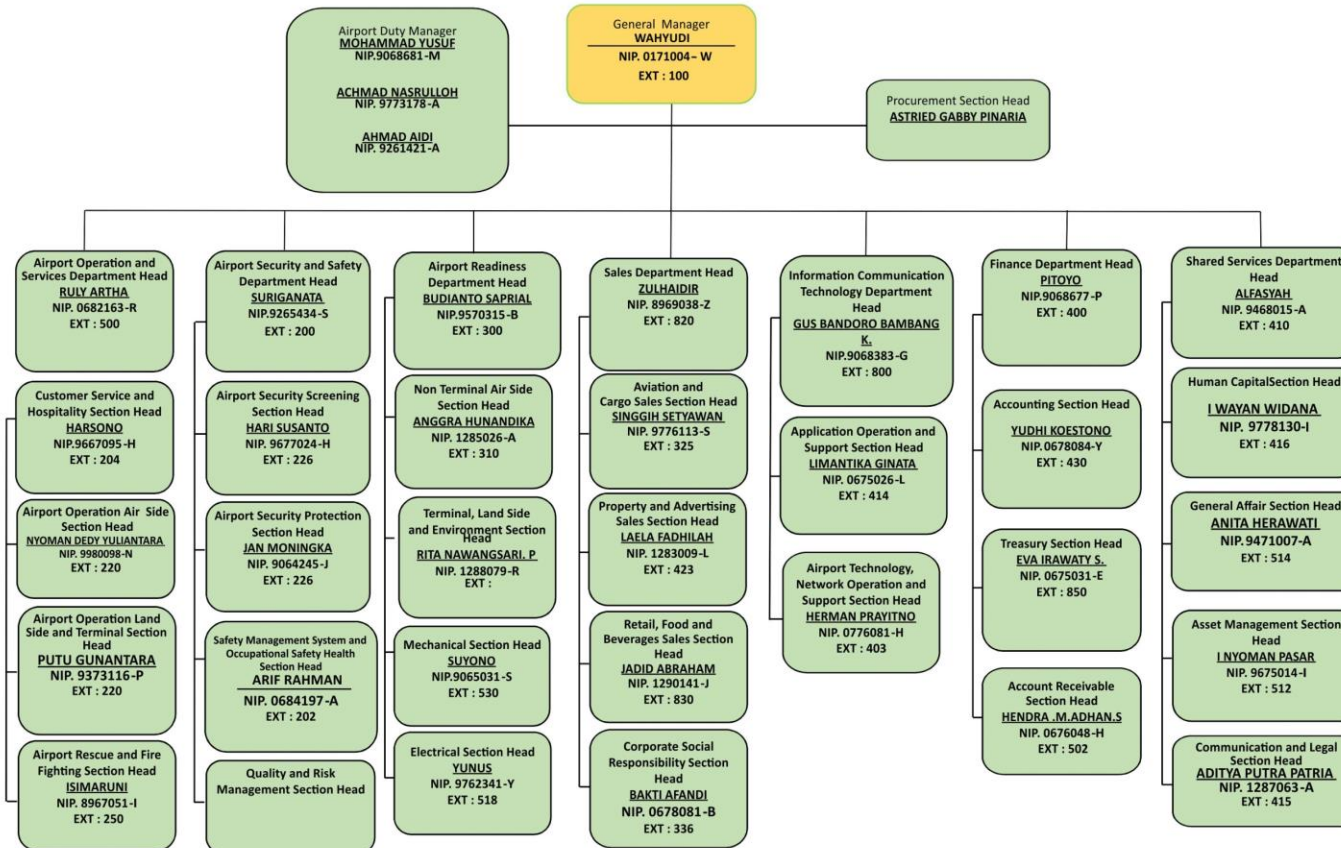 Airport Duty Manager
MOHAMMAD YUSUF
NIP.9068681-M
ACHMAD NASRULLOH
NIP. 9773178-A
AHMAD AIDI
NIP. 9261421-A
General Manager
WAHYUDI
NIP. 0171004– W
EXT : 100
Procurement Section Head
ASTRIED GABBY PINARIA
Airport Operation and
Services Department Head
RULY ARTHA
NIP. 0682163-R
EXT : 500
Customer Service and
Hospitality Section Head
HARSONO
NIP.9667095-H
EXT : 204
Airport Operation Air Side
Section Head
NYOMAN DEDY YULIANTARA
NIP. 9980098-N
EXT : 220
Airport Operation Land
Side and Terminal Section
Head
PUTU GUNANTARA
NIP. 9373116-P
EXT : 220
Airport Rescue and Fire
Fighting Section Head
ISIMARUNI
NIP. 8967051-I
EXT : 250
Airport Security and Safety
Department Head
SURIGANATA
NIP.9265434-S
EXT : 200
Airport Security Screening
Section Head
HARI SUSANTO
NIP. 9677024-H
EXT : 226
Airport Security Protection
Section Head
JAN MONINGKA
NIP. 9064245-J
EXT : 226
Safety Management System and
Occupational Safety Health
Section Head
ARIF RAHMAN
NIP. 0684197-A
EXT : 202
Quality and Risk
Management Section Head
Airport Readiness
Department Head
BUDIANTO SAPRIAL
NIP.9570315-B
EXT : 300
Non Terminal Air Side
Section Head
ANGGRA HUNANDIKA
NIP. 1285026-A
EXT : 310
Terminal, Land Side
and Environment Section
Head
RITA NAWANGSARI. P
NIP. 1288079-R
EXT :
Mechanical Section Head
SUYONO
NIP.9065031-S
EXT : 530
Electrical Section Head
YUNUS
NIP. 9762341-Y
EXT : 518
Sales Department Head
ZULHAIDIR
NIP. 8969038-Z
EXT : 820
Aviation and
Cargo Sales Section Head
SINGGIH SETYAWAN
NIP. 9776113-S
EXT : 325
Property and Advertising
Sales Section Head
LAELA FADHILAH
NIP. 1283009-L
EXT : 423
Retail, Food and
Beverages Sales Section
Head
JADID ABRAHAM
NIP. 1290141-J
EXT : 830
Corporate Social
Responsibility Section
Head
BAKTI AFANDI
NIP. 0678081-B
EXT : 336
Information Communication
Technology Department
Head
GUS BANDORO BAMBANG
K.
NIP.9068383-G
EXT : 800
Application Operation and
Support Section Head
LIMANTIKA GINATA
NIP. 0675026-L
EXT : 414
Airport Technology,
Network Operation and
Support Section Head
HERMAN PRAYITNO
NIP. 0776081-H
EXT : 403
Finance Department Head
PITOYO
NIP.9068677-P
EXT : 400
Accounting Section Head
YUDHI KOESTONO
NIP.0678084-Y
EXT : 430
Treasury Section Head
EVA IRAWATY S.
NIP. 0675031-E
EXT : 850
Account Receivable
Section Head
HENDRA .M.ADHAN.S
NIP. 0676048-H
EXT : 502
Shared Services Department
Head
ALFASYAH
NIP. 9468015-A
EXT : 410
Human CapitalSection Head
I WAYAN WIDANA
NIP. 9778130-I
EXT : 416
General Affair Section Head
ANITA HERAWATI
NIP.9471007-A
EXT : 514
Asset Management Section
Head
I NYOMAN PASAR
NIP. 9675014-I
EXT : 512
Communication and Legal
Section Head
ADITYA PUTRA PATRIA
NIP. 1287063-A
EXT : 415